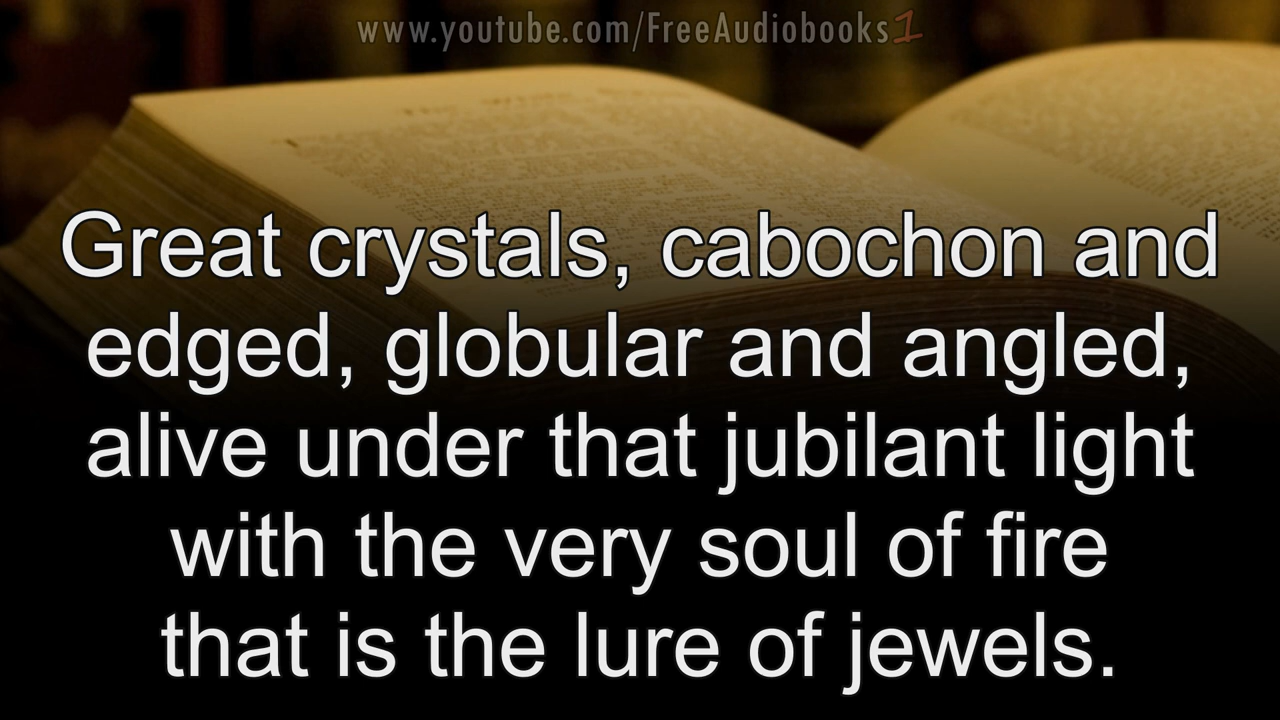 www.youtube.com/FreeAudiobooks1
Great crystals, cabochon and
edged, globular and angled,
alive under that jubilant light
with the very soul of fire
that is the lure of jewels.